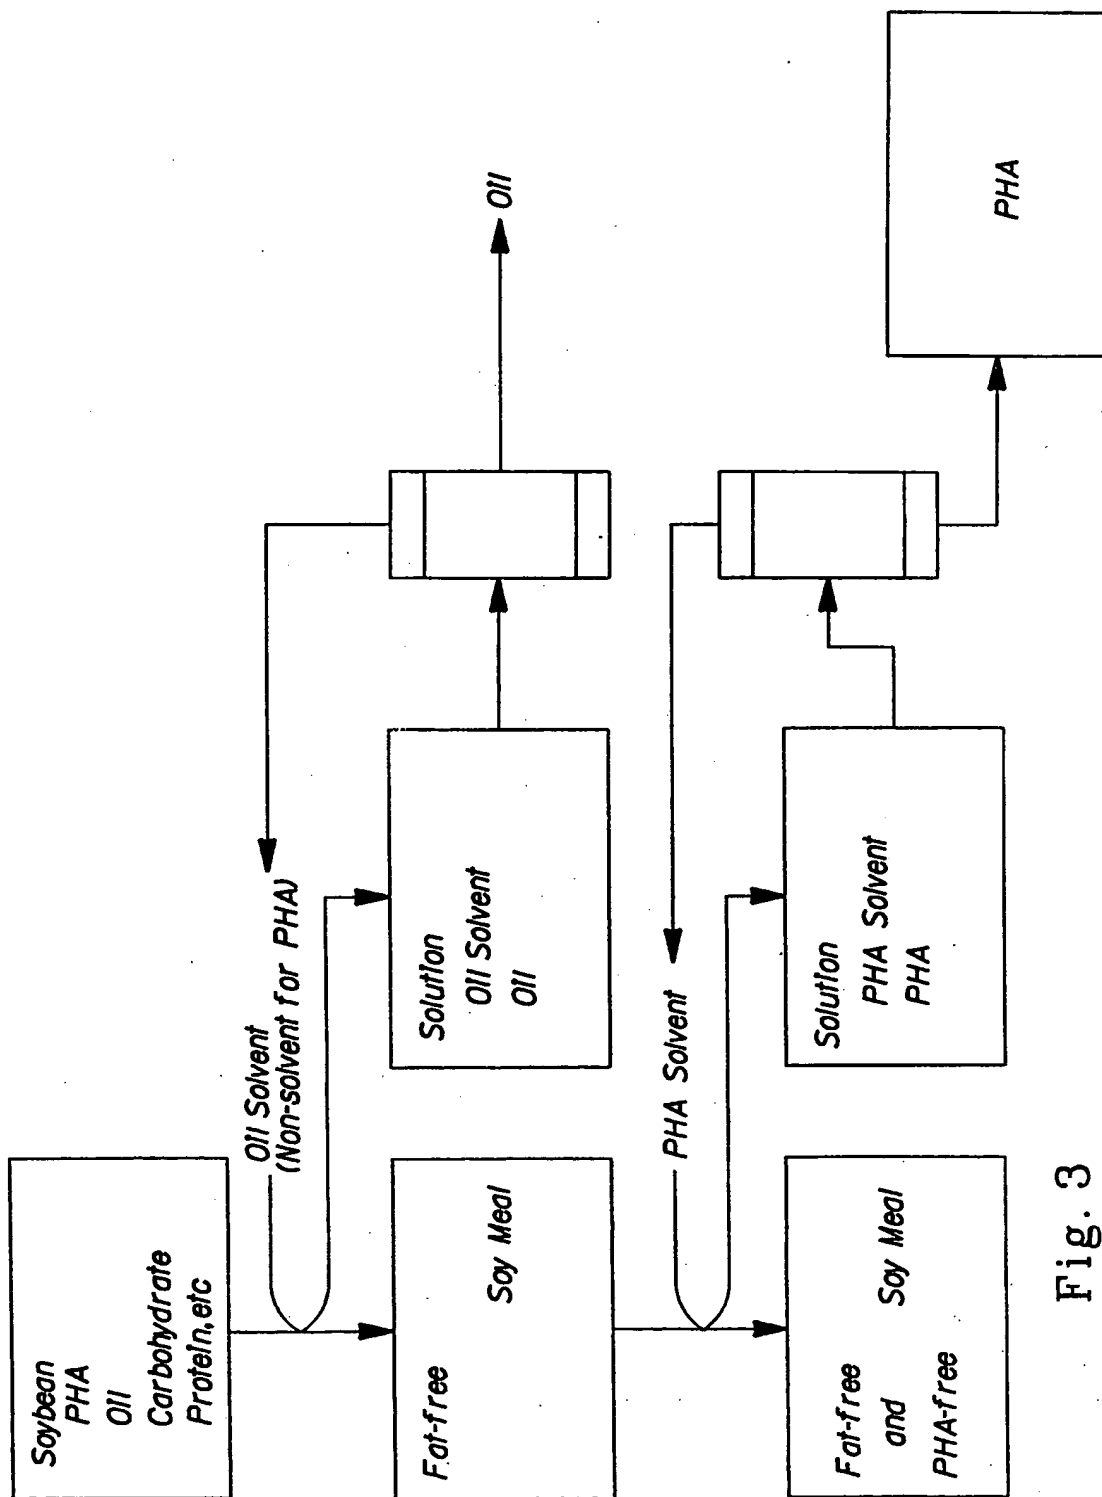 Soybean
PHA
Oil
Carbohydrate
Protein, etc
Oil Solvent
(Non-solvent for PHA)
Fat-free
Soy Meal
Solution
Oil Solvent
Oil
Oil
PHA Solvent
Fat-free
and
PHA-free
Soy Meal
Solution
PHA Solvent
PHA
PHA
Fig. 3